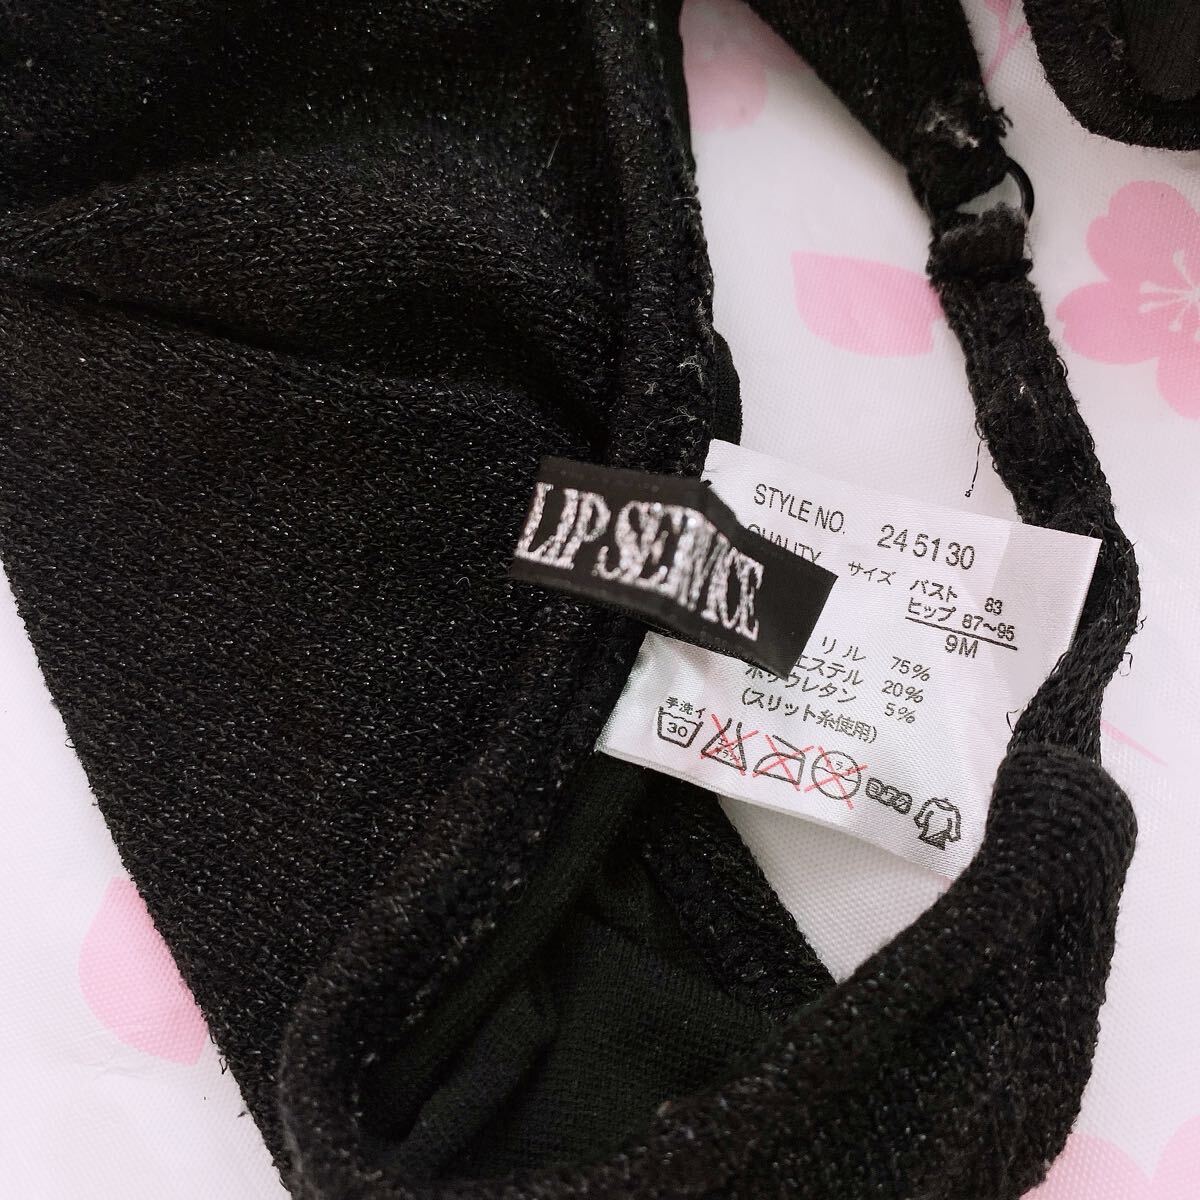 LIP SERVICE
STYLE NO. 245130
QUALITY
サイズ バスト 83
ヒップ 87～95
9M
リル 75%
エステル 20%
ポリウレタン 5%
(スリット糸使用)
手洗イ
30